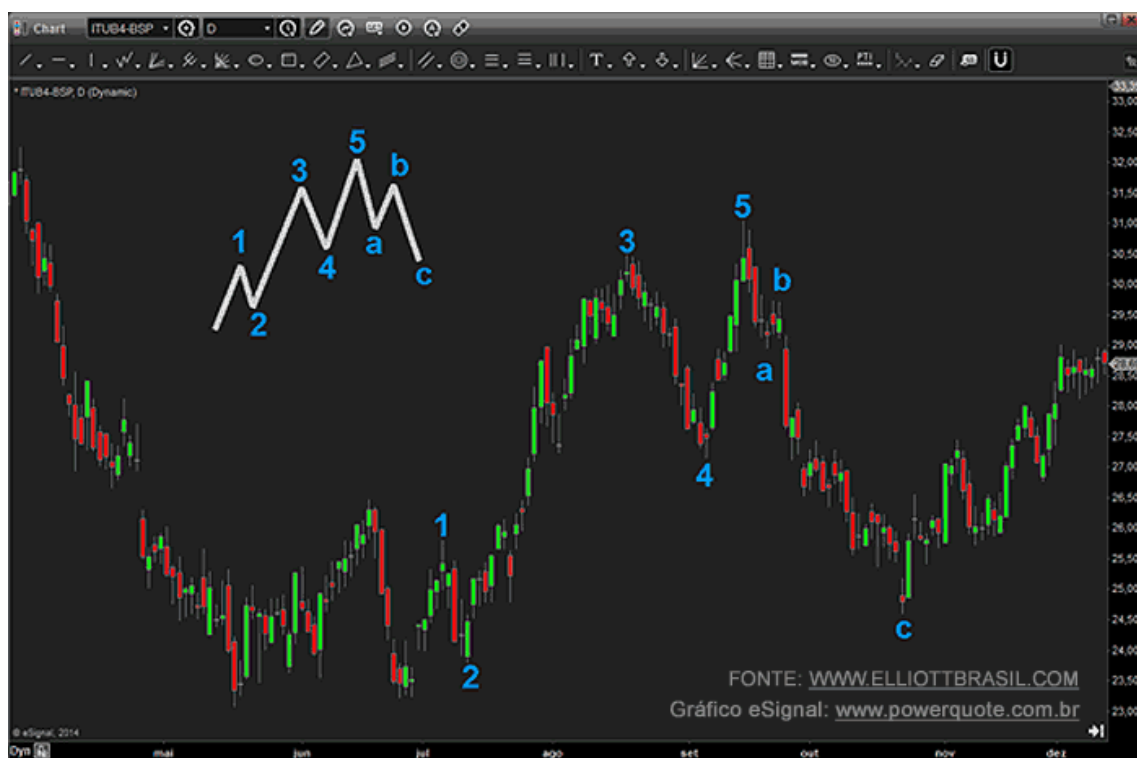 Chart ITUB4-BSP D
* ITUB4-BSP, D (Dynamic)
33,00
32,50
32,00
31,50
31,00
30,50
30,00
29,50
29,00
28,50
28,00
27,50
27,00
26,50
26,00
25,50
25,00
24,50
24,00
23,50
23,00
1
2
3
4
5
a
b
c
1
2
3
4
5
a
b
c
FONTE: WWW.ELLIOTTBRASIL.COM
Gráfico eSignal: www.powerquote.com.br
© eSignal, 2014
Dyn mai jun jul ago set out nov dez